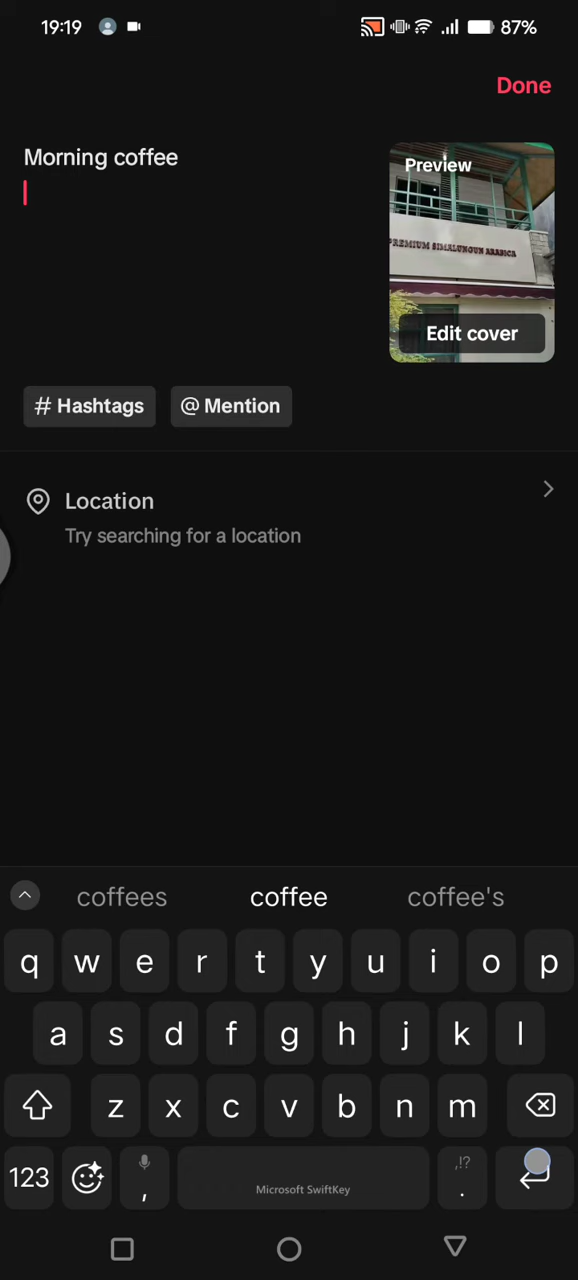 19:19
87%
Done
Morning coffee
Preview
PREMIUM SIMALUNGUN ARABICA
Edit cover
# Hashtags
@ Mention
Location
Try searching for a location
coffees coffee coffee's
q w e r t y u i o p
a s d f g h j k l
z x c v b n m
123 , Microsoft SwiftKey ,!? .